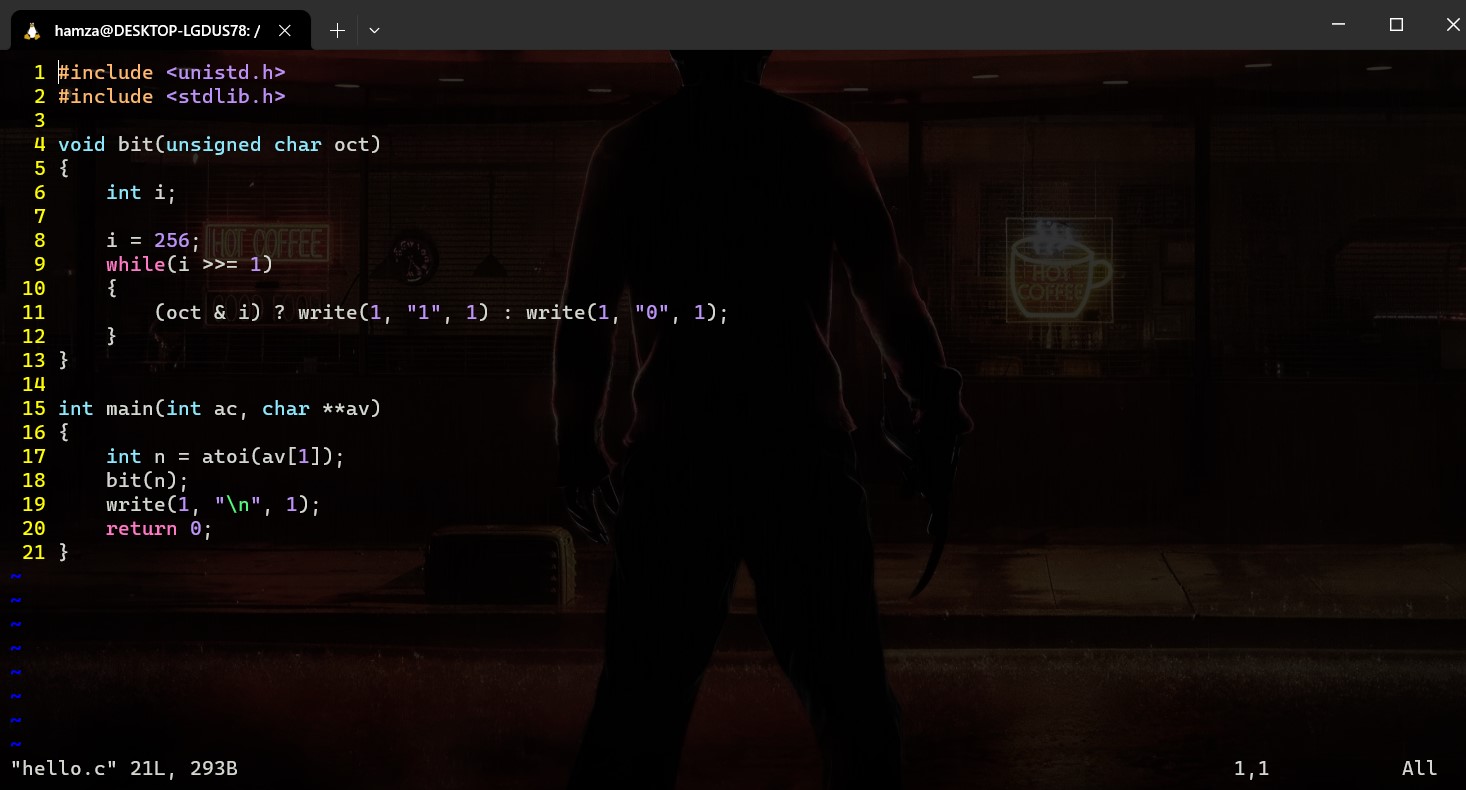 hamza@DESKTOP-LGDUS78: /
1 #include <unistd.h>
2 #include <stdlib.h>
3
4 void bit(unsigned char oct)
5 {
6     int i;
7
8     i = 256;
9     while(i >>= 1)
10     {
11         (oct & i) ? write(1, "1", 1) : write(1, "0", 1);
12     }
13 }
14
15 int main(int ac, char **av)
16 {
17     int n = atoi(av[1]);
18     bit(n);
19     write(1, "\n", 1);
20     return 0;
21 }
~
~
~
~
~
~
~
~
"hello.c" 21L, 293B 1,1 All
HOT COFFEE
HOT
COFFEE